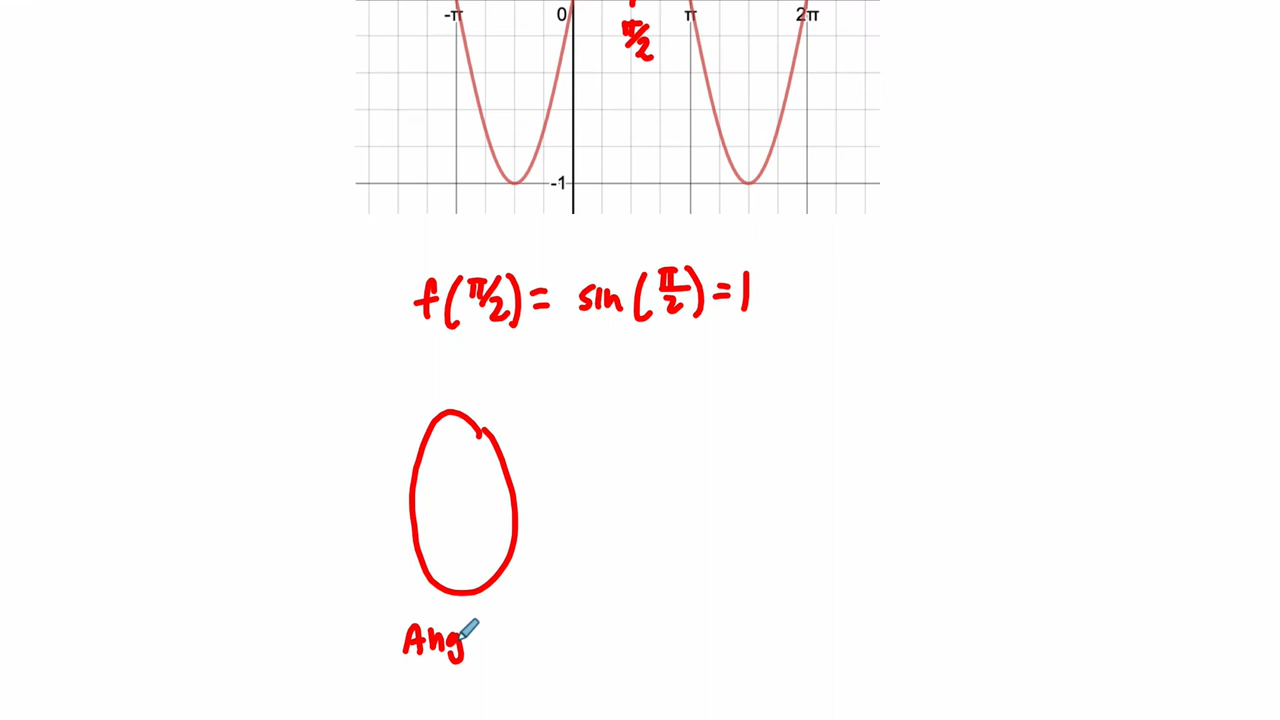 -π 0 π 2π
π/2
-1
f(π/2) = sin(π/2) = 1
Ang